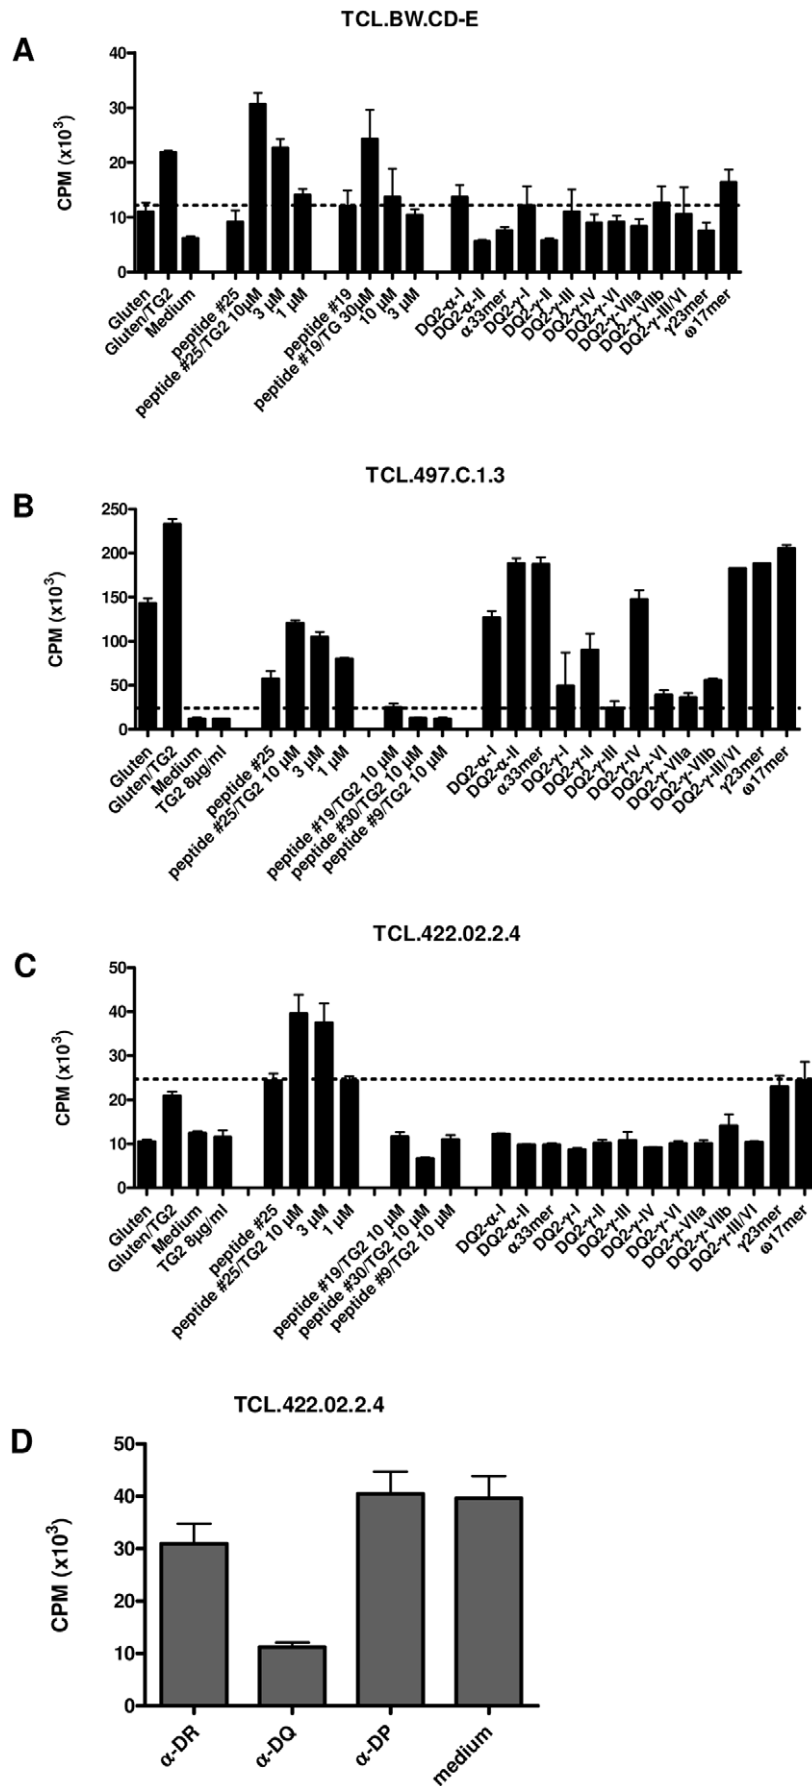 TCL.BW.CD-E
A
CPM (x10³)
40
30
20
10
0
Gluten
Gluten/TG2
Medium
peptide #25
peptide #25/TG2 10µM
3 µM
1 µM
peptide #19
peptide #19/TG 30µM
10 µM
3 µM
DQ2-α-I
DQ2-α-II
α33mer
DQ2-γ-I
DQ2-γ-II
DQ2-γ-III
DQ2-γ-IV
DQ2-γ-VI
DQ2-γ-VIIa
DQ2-γ-VIIb
DQ2-γ-III/VI
γ23mer
ω17mer
TCL.497.C.1.3
B
CPM (x10³)
250
200
150
100
50
0
Gluten
Gluten/TG2
Medium
TG2 8µg/ml
peptide #25
peptide #25/TG2 10 µM
3 µM
1 µM
peptide #19/TG2 10 µM
peptide #30/TG2 10 µM
peptide #9/TG2 10 µM
DQ2-α-I
DQ2-α-II
α33mer
DQ2-γ-I
DQ2-γ-II
DQ2-γ-III
DQ2-γ-IV
DQ2-γ-VI
DQ2-γ-VIIa
DQ2-γ-VIIb
DQ2-γ-III/VI
γ23mer
ω17mer
TCL.422.02.2.4
C
CPM (x10³)
50
40
30
20
10
0
Gluten
Gluten/TG2
Medium
TG2 8µg/ml
peptide #25
peptide #25/TG2 10 µM
3 µM
1 µM
peptide #19/TG2 10 µM
peptide #30/TG2 10 µM
peptide #9/TG2 10 µM
DQ2-α-I
DQ2-α-II
α33mer
DQ2-γ-I
DQ2-γ-II
DQ2-γ-III
DQ2-γ-IV
DQ2-γ-VI
DQ2-γ-VIIa
DQ2-γ-VIIb
DQ2-γ-III/VI
γ23mer
ω17mer
TCL.422.02.2.4
D
CPM (x10³)
50
40
30
20
10
0
α-DR
α-DQ
α-DP
medium